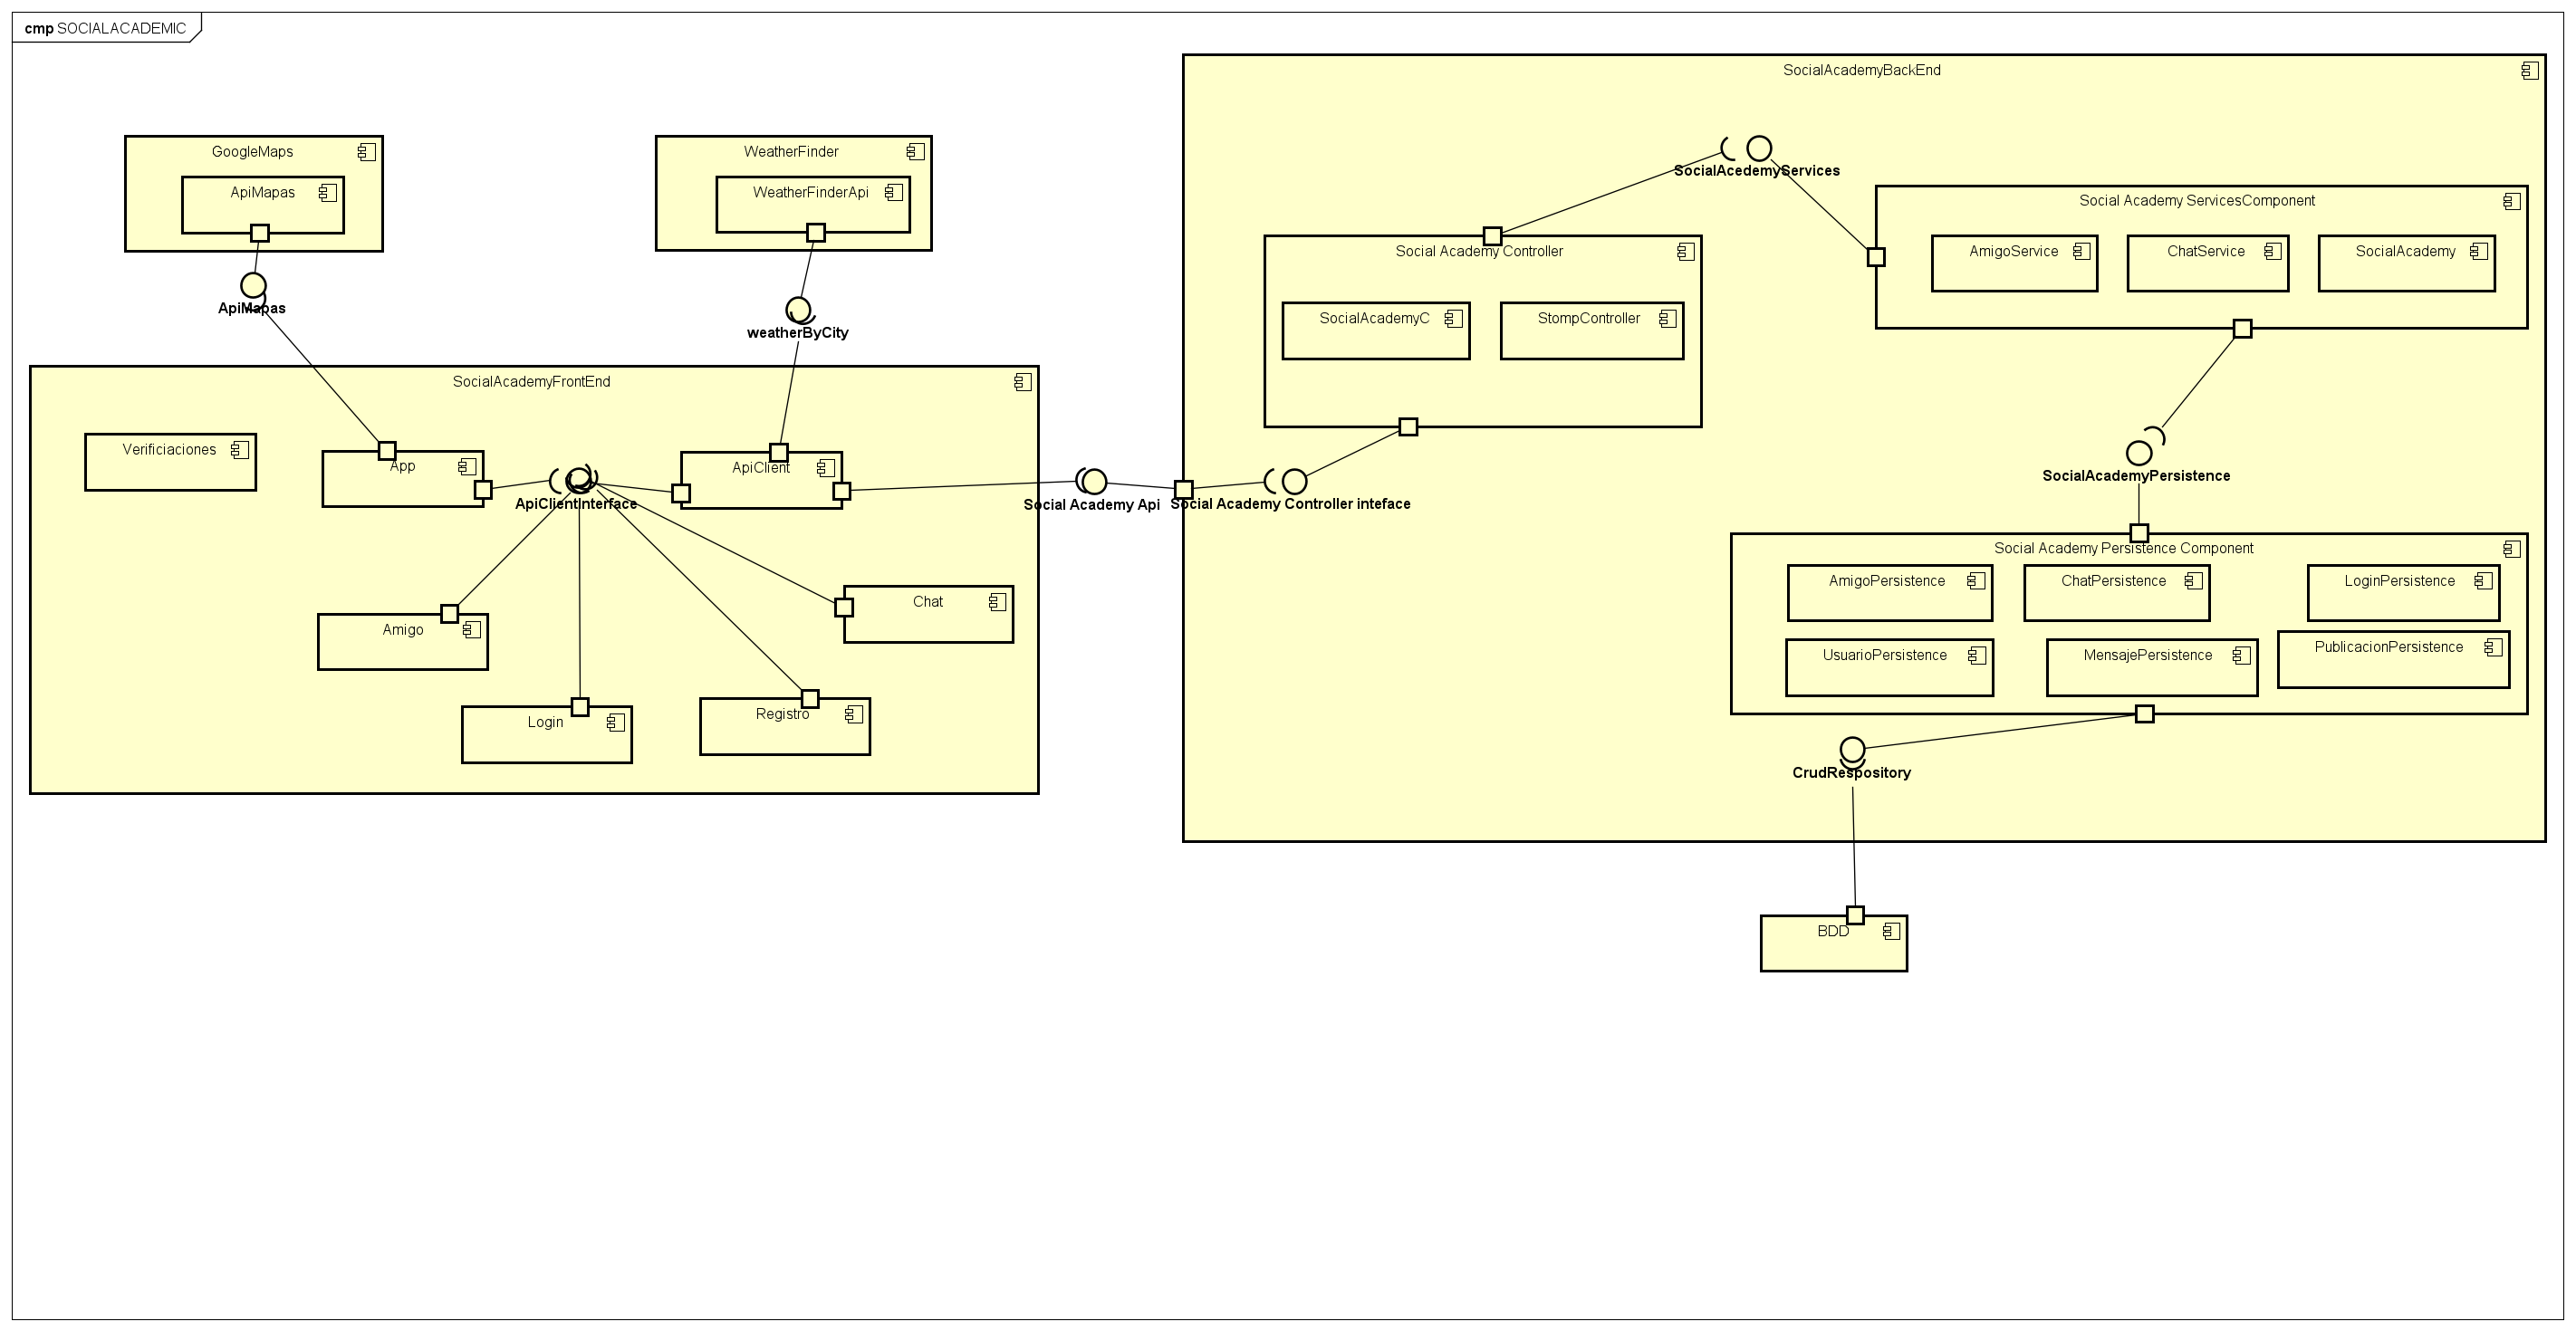 cmp SOCIALACADEMIC
SocialAcademyBackEnd
GoogleMaps
ApiMapas
ApiMapas
WeatherFinder
WeatherFinderApi
weatherByCity
SocialAcademyFrontEnd
Verificiaciones
App
ApiClientInterface
ApiClient
Amigo
Login
Registro
Chat
Social Academy Api
Social Academy Controller inteface
SocialAcedemyServices
Social Academy Controller
SocialAcademyC
StompController
Social Academy ServicesComponent
AmigoService
ChatService
SocialAcademy
SocialAcademyPersistence
Social Academy Persistence Component
AmigoPersistence
ChatPersistence
LoginPersistence
UsuarioPersistence
MensajePersistence
PublicacionPersistence
CrudRespository
BDD